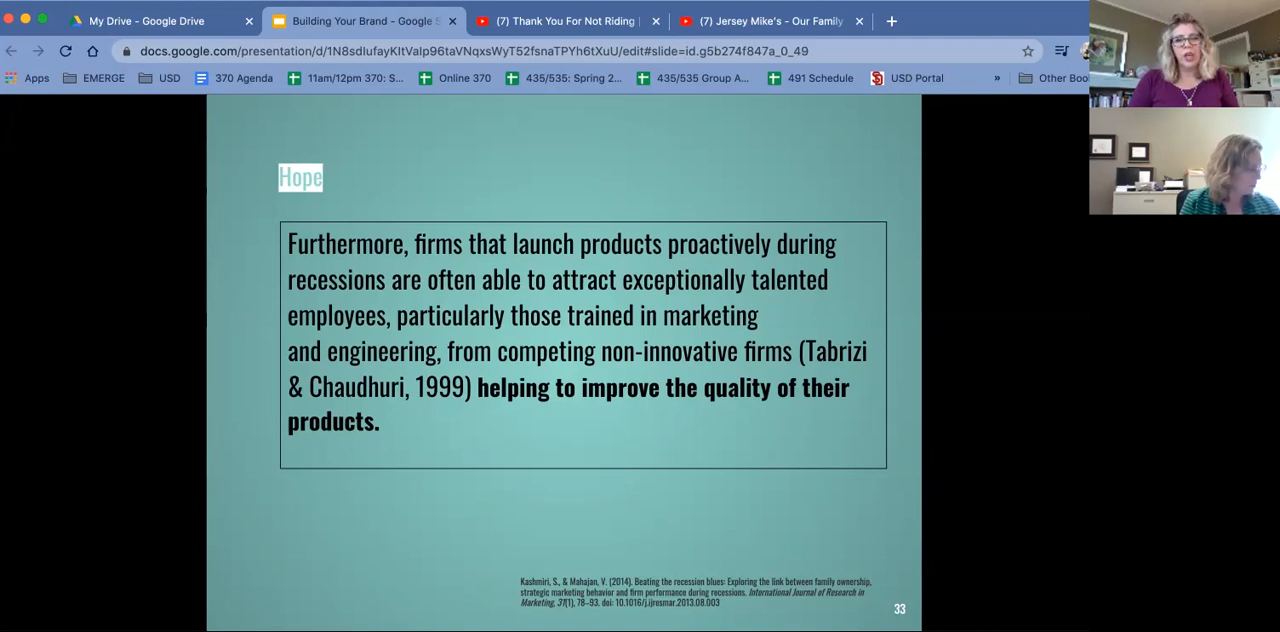 My Drive - Google Drive
Building Your Brand - Google S
(7) Thank You For Not Riding
(7) Jersey Mike's - Our Family
docs.google.com/presentation/d/1N8sdIufayKItVaIp96taVNqxsWyT52fsnaTPYh6tXuU/edit#slide=id.g5b274f847a_0_49
Apps
EMERGE
USD
370 Agenda
11am/12pm 370: S...
Online 370
435/535: Spring 2...
435/535 Group A...
491 Schedule
USD Portal
»
Other Boo
Hope
Furthermore, firms that launch products proactively during
recessions are often able to attract exceptionally talented
employees, particularly those trained in marketing
and engineering, from competing non-innovative firms (Tabrizi
& Chaudhuri, 1999) helping to improve the quality of their
products.
Kashmiri, S., & Mahajan, V. (2014). Beating the recession blues: Exploring the link between family ownership,
strategic marketing behavior and firm performance during recessions. International Journal of Research in
Marketing, 31(1), 78–93. doi: 10.1016/j.ijresmar.2013.08.003
33